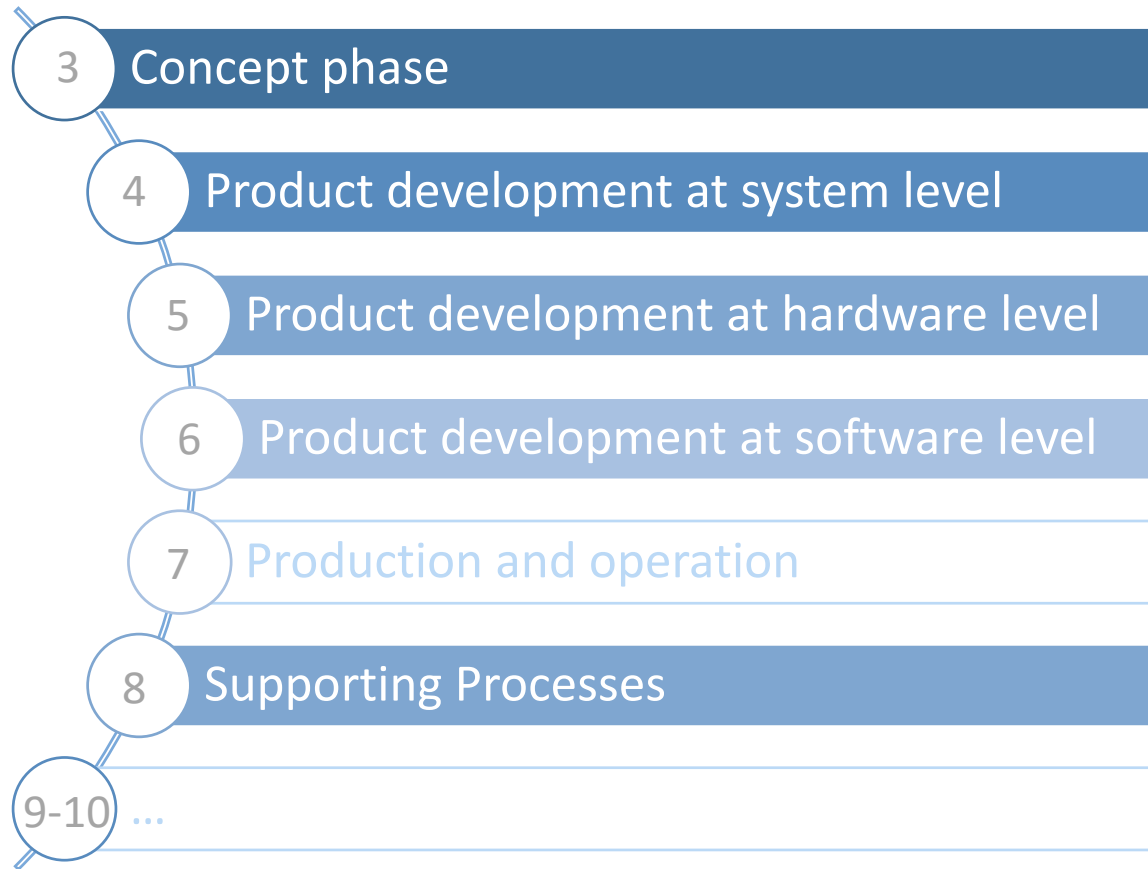 3 Concept phase
4 Product development at system level
5 Product development at hardware level
6 Product development at software level
7 Production and operation
8 Supporting Processes
9-10 ...